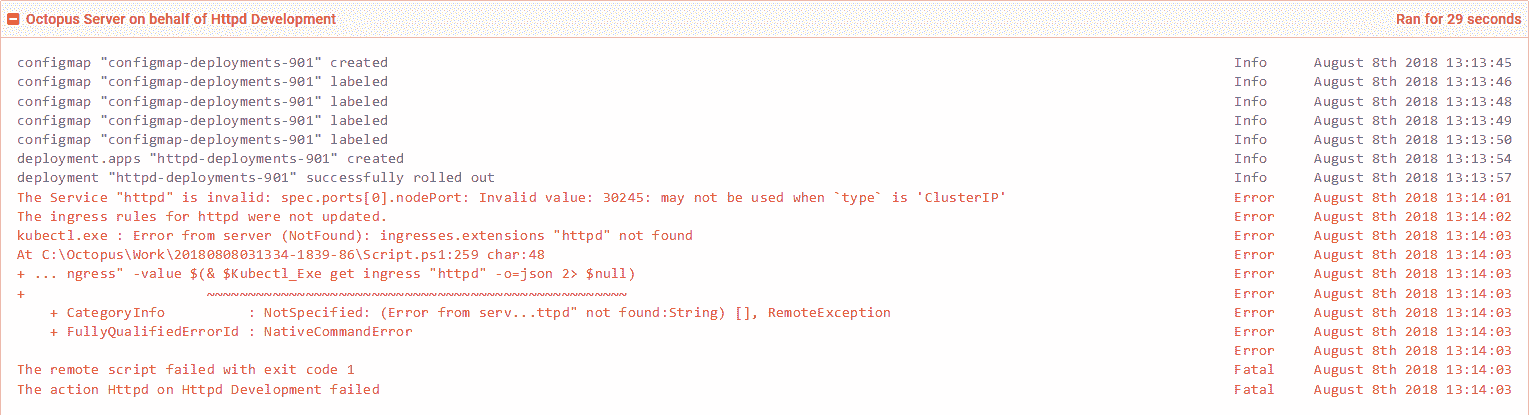 Octopus Server on behalf of Httpd Development Ran for 29 seconds
configmap "configmap-deployments-901" created Info August 8th 2018 13:13:45
configmap "configmap-deployments-901" labeled Info August 8th 2018 13:13:46
configmap "configmap-deployments-901" labeled Info August 8th 2018 13:13:48
configmap "configmap-deployments-901" labeled Info August 8th 2018 13:13:49
configmap "configmap-deployments-901" labeled Info August 8th 2018 13:13:50
deployment.apps "httpd-deployments-901" created Info August 8th 2018 13:13:54
deployment "httpd-deployments-901" successfully rolled out Info August 8th 2018 13:13:57
The Service "httpd" is invalid: spec.ports[0].nodePort: Invalid value: 30245: may not be used when `type` is 'ClusterIP' Error August 8th 2018 13:14:01
The ingress rules for httpd were not updated. Error August 8th 2018 13:14:02
kubectl.exe : Error from server (NotFound): ingresses.extensions "httpd" not found Error August 8th 2018 13:14:03
At C:\Octopus\Work\20180808031334-1839-86\Script.ps1:259 char:48 Error August 8th 2018 13:14:03
+ ... ngress" -value $(& $Kubectl_Exe get ingress "httpd" -o=json 2> $null) Error August 8th 2018 13:14:03
+ ~~~~~~~~~~~~~~~~~~~~~~~~~~~~~~~~~~~~~~~~~~~~~~~~~~~ Error August 8th 2018 13:14:03
+ CategoryInfo : NotSpecified: (Error from serv...ttpd" not found:String) [], RemoteException Error August 8th 2018 13:14:03
+ FullyQualifiedErrorId : NativeCommandError Error August 8th 2018 13:14:03
Error August 8th 2018 13:14:03
The remote script failed with exit code 1 Fatal August 8th 2018 13:14:03
The action Httpd on Httpd Development failed Fatal August 8th 2018 13:14:03